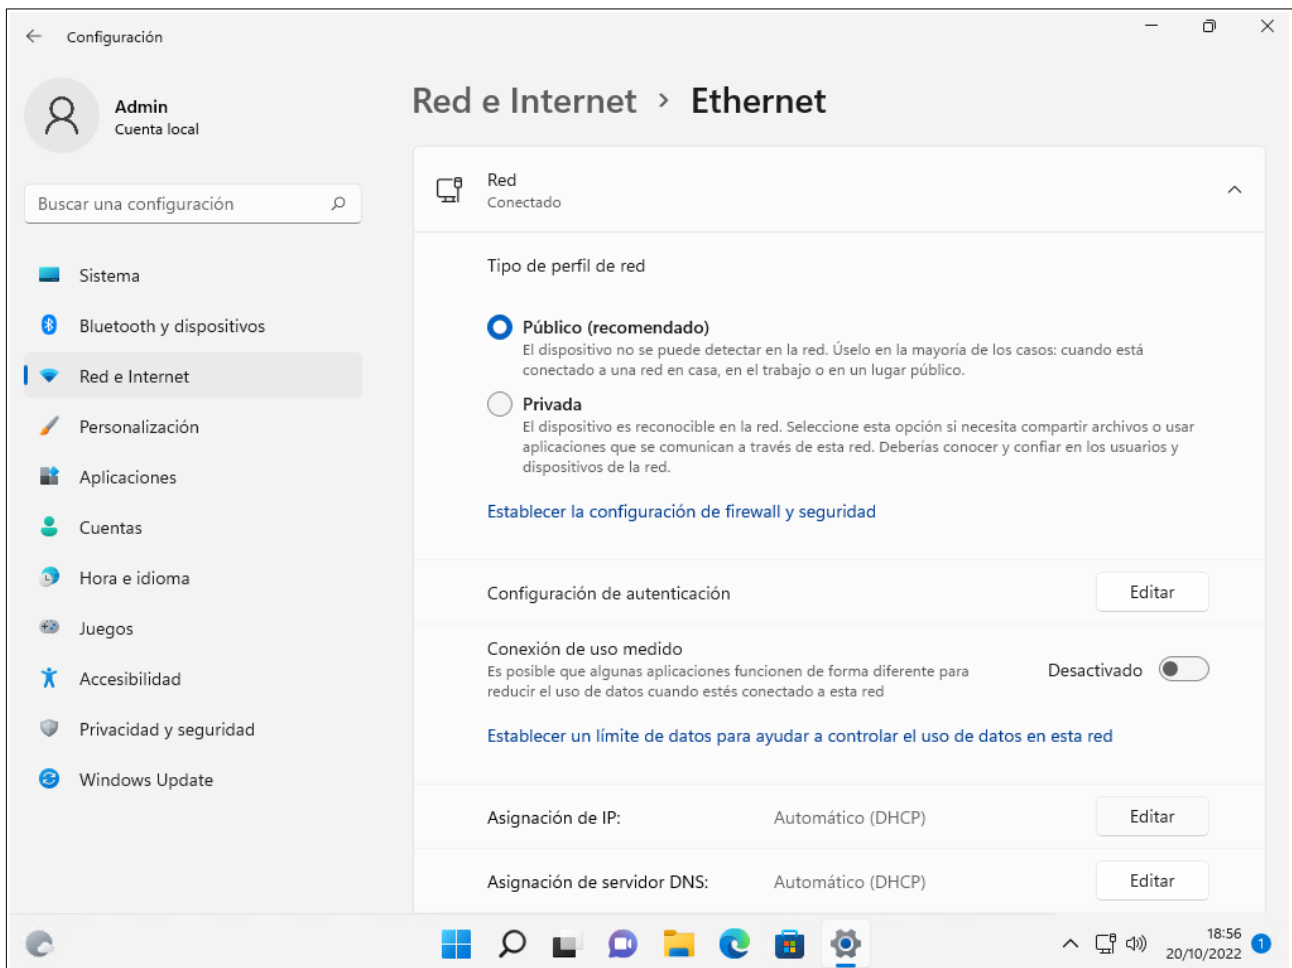 Configuración
Admin
Cuenta local
Buscar una configuración
Sistema
Bluetooth y dispositivos
Red e Internet
Personalización
Aplicaciones
Cuentas
Hora e idioma
Juegos
Accesibilidad
Privacidad y seguridad
Windows Update
Red e Internet > Ethernet
Red
Conectado
Tipo de perfil de red
Público (recomendado)
El dispositivo no se puede detectar en la red. Úselo en la mayoría de los casos: cuando está
conectado a una red en casa, en el trabajo o en un lugar público.
Privada
El dispositivo es reconocible en la red. Seleccione esta opción si necesita compartir archivos o usar
aplicaciones que se comunican a través de esta red. Deberías conocer y confiar en los usuarios y
dispositivos de la red.
Establecer la configuración de firewall y seguridad
Configuración de autenticación Editar
Conexión de uso medido
Es posible que algunas aplicaciones funcionen de forma diferente para
reducir el uso de datos cuando estés conectado a esta red
Desactivado
Establecer un límite de datos para ayudar a controlar el uso de datos en esta red
Asignación de IP: Automático (DHCP) Editar
Asignación de servidor DNS: Automático (DHCP) Editar
18:56
20/10/2022
1